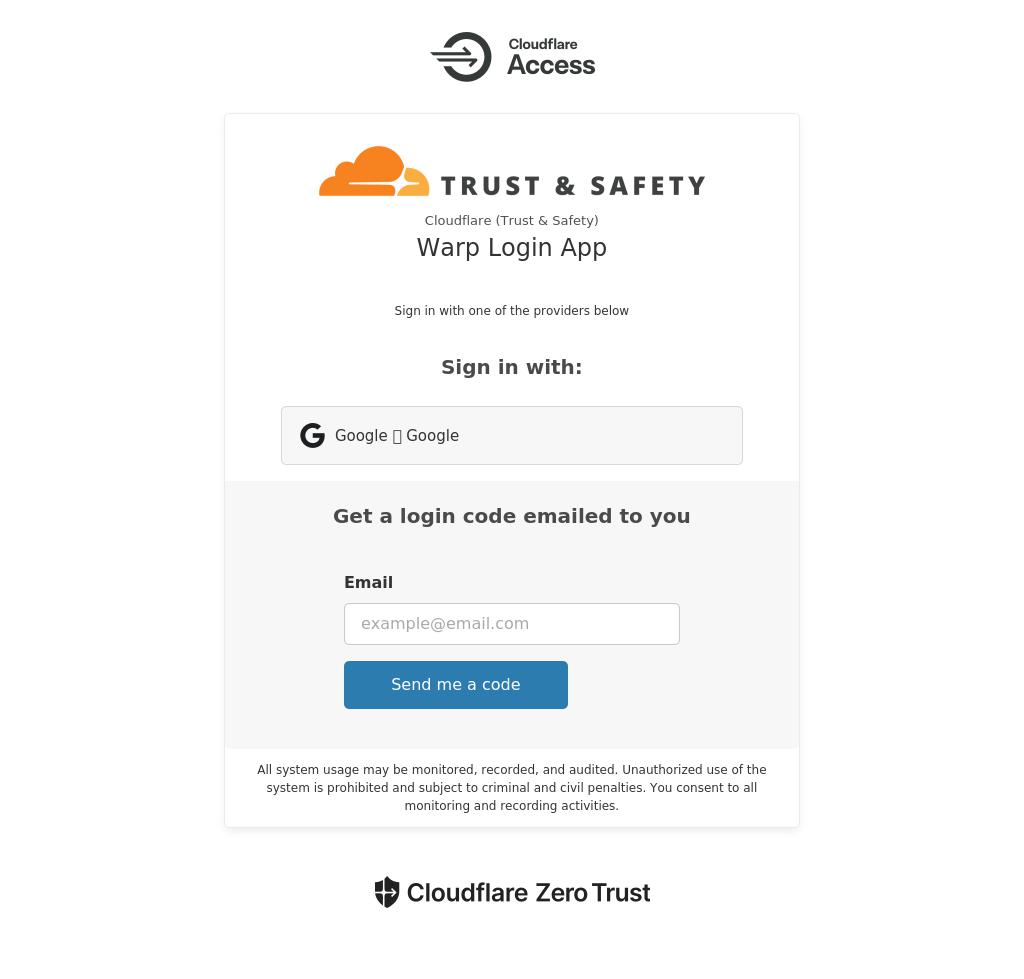 Cloudflare
Access
TRUST & SAFETY
Cloudflare (Trust & Safety)
Warp Login App
Sign in with one of the providers below
Sign in with:
Google Google
Get a login code emailed to you
Email
example@email.com
Send me a code
All system usage may be monitored, recorded, and audited. Unauthorized use of the
system is prohibited and subject to criminal and civil penalties. You consent to all
monitoring and recording activities.
Cloudflare Zero Trust